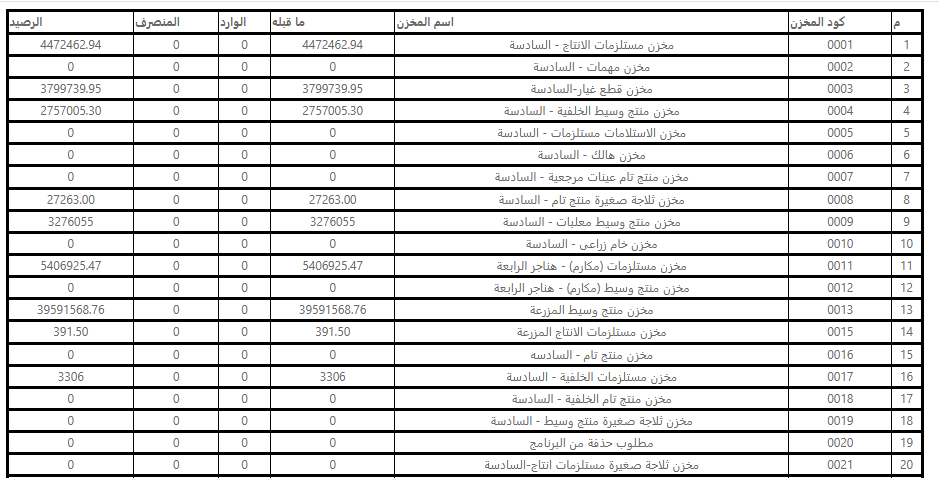 م كود المخزن اسم المخزن ما قبله الوارد المنصرف الرصيد
1 0001 مخزن مستلزمات الانتاج - السادسة 4472462.94 0 0 4472462.94
2 0002 مخزن مهمات - السادسة 0 0 0 0
3 0003 مخزن قطع غيار-السادسة 3799739.95 0 0 3799739.95
4 0004 مخزن منتج وسيط الخلفية - السادسة 2757005.30 0 0 2757005.30
5 0005 مخزن الاستلامات مستلزمات - السادسة 0 0 0 0
6 0006 مخزن هالك - السادسة 0 0 0 0
7 0007 مخزن منتج تام عينات مرجعية - السادسة 0 0 0 0
8 0008 مخزن ثلاجة صغيرة منتج تام - السادسة 27263.00 0 0 27263.00
9 0009 مخزن منتج وسيط معلبات - السادسة 3276055 0 0 3276055
10 0010 مخزن خام زراعى - السادسة 0 0 0 0
11 0011 مخزن مستلزمات (مكارم) - هناجر الرابعة 5406925.47 0 0 5406925.47
12 0012 مخزن منتج وسيط (مكارم) - هناجر الرابعة 0 0 0 0
13 0013 مخزن منتج وسيط المزرعة 39591568.76 0 0 39591568.76
14 0015 مخزن مستلزمات الانتاج المزرعة 391.50 0 0 391.50
15 0016 مخزن منتج تام - السادسه 0 0 0 0
16 0017 مخزن مستلزمات الخلفية - السادسة 3306 0 0 3306
17 0018 مخزن منتج تام الخلفية - السادسة 0 0 0 0
18 0019 مخزن ثلاجة صغيرة منتج وسيط - السادسة 0 0 0 0
19 0020 مطلوب حذفة من البرنامج 0 0 0 0
20 0021 مخزن ثلاجة صغيرة مستلزمات انتاج-السادسة 0 0 0 0